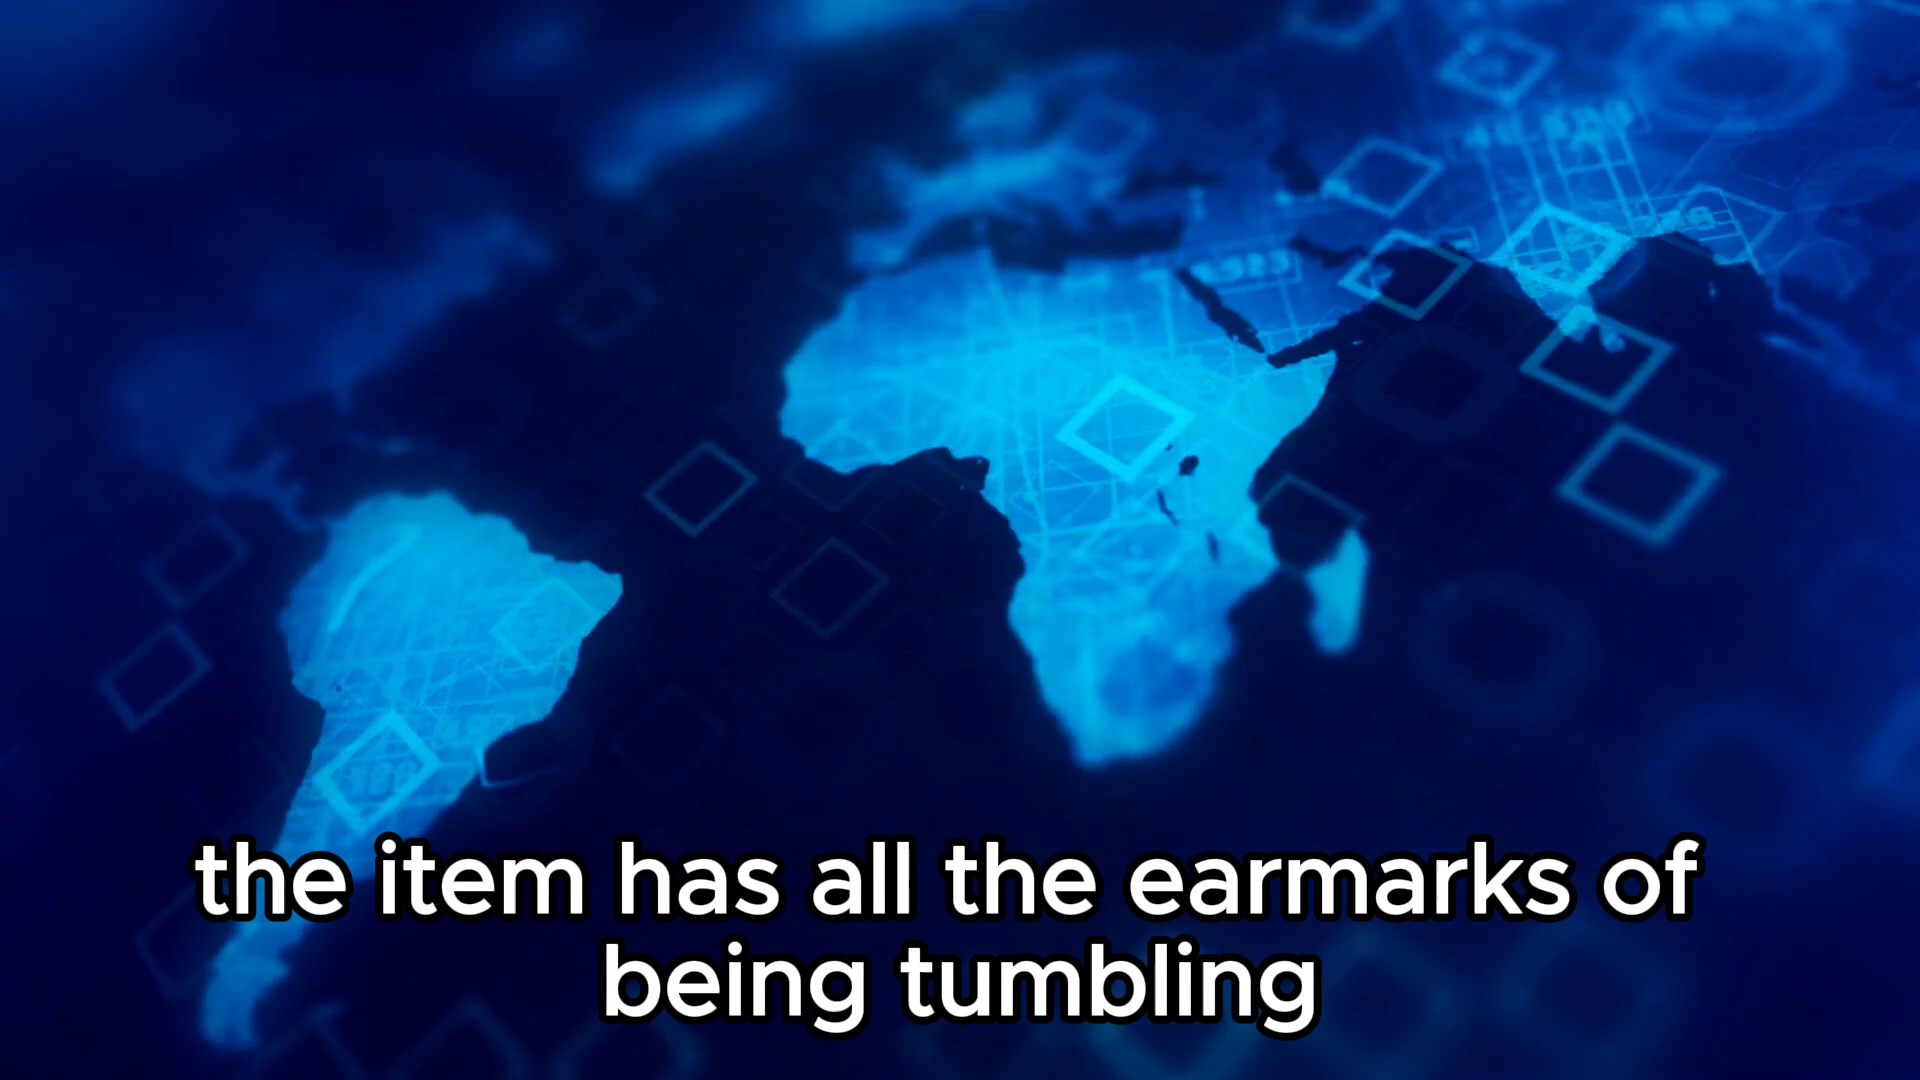 the item has all the earmarks of
being tumbling